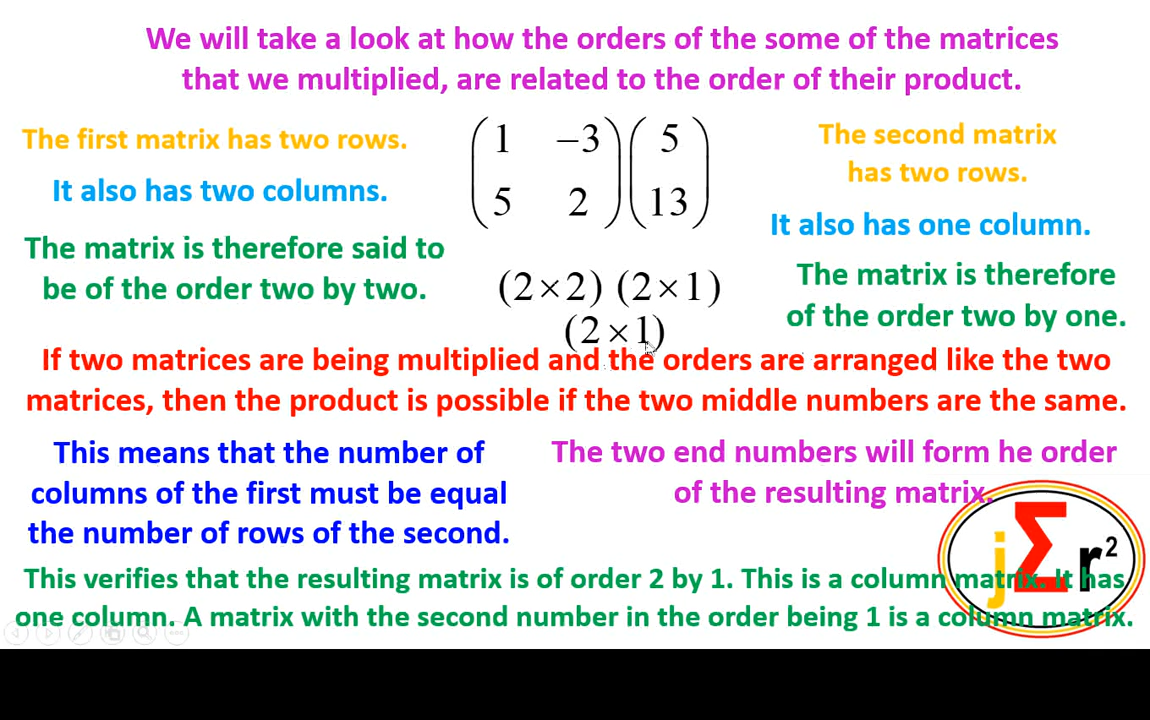 We will take a look at how the orders of the some of the matrices
that we multiplied, are related to the order of their product.
The first matrix has two rows.
It also has two columns.
The matrix is therefore said to
be of the order two by two.
1 −3 5
5 2 13
(2×2) (2×1)
(2×1)
The second matrix
has two rows.
It also has one column.
The matrix is therefore
of the order two by one.
If two matrices are being multiplied and the orders are arranged like the two
matrices, then the product is possible if the two middle numbers are the same.
This means that the number of
columns of the first must be equal
the number of rows of the second.
The two end numbers will form he order
of the resulting matrix.
This verifies that the resulting matrix is of order 2 by 1. This is a column matrix. It has
one column. A matrix with the second number in the order being 1 is a column matrix.
jΣr²